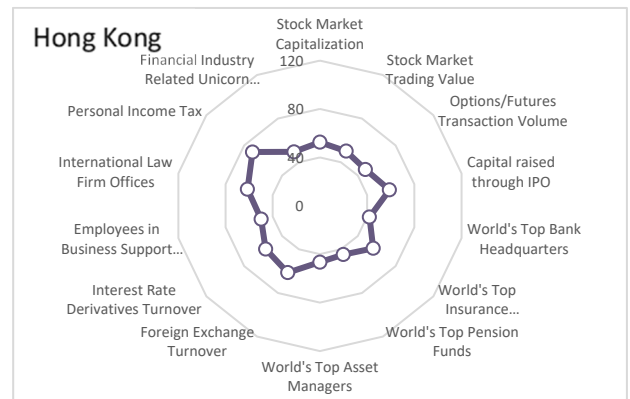 Hong Kong
Stock Market
Capitalization
Stock Market
Trading Value
Options/Futures
Transaction Volume
Capital raised
through IPO
World's Top Bank
Headquarters
World's Top
Insurance...
World's Top Pension
Funds
World's Top Asset
Managers
Foreign Exchange
Turnover
Interest Rate
Derivatives Turnover
Employees in
Business Support...
International Law
Firm Offices
Personal Income Tax
Financial Industry
Related Unicorn...
120
80
40
0